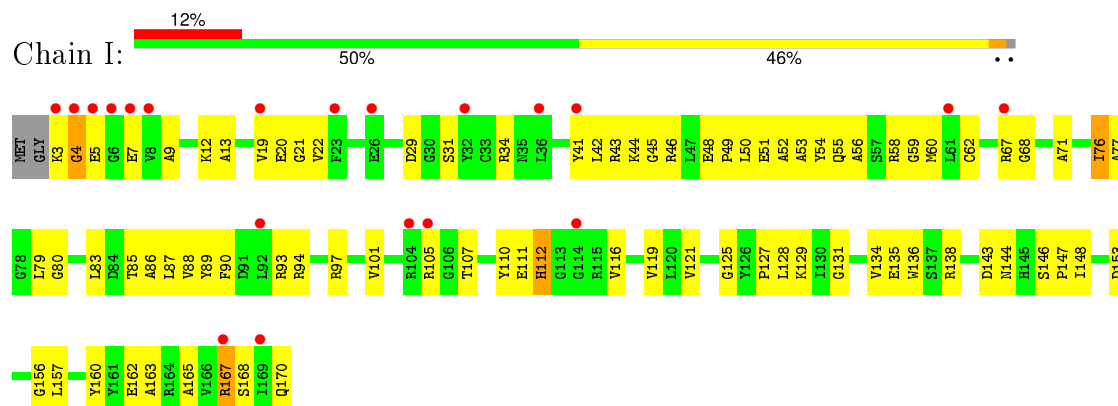 12%
Chain I:
50% 46% • •
MET GLY K3 G4 E5 G6 E7 V8 A9 K12 A13 V19 E20 G21 V22 F23 E26 D29 G30 S31 Y32 C33 R34 N35 L36 Y41 L42 R43 K44 G45 R46 L47 E48 P49 L50 E51 A52 A53 Y54 Q55 A56 S57 R58 G59 M60 L61 C62 R67 G68 A71 I76 A77
G78 L79 G80 L83 D84 T85 A86 L87 V88 Y89 F90 D91 L92 R93 R94 A97 V101 R104 R105 G106 T107 Y110 E111 H112 G113 G114 R115 V116 V119 L120 V121 G125 Y126 P127 L128 K129 I130 G131 V134 E135 W136 S137 R138 D143 N144 H145 S146 P147 I148 D153
G156 L157 Y160 Y161 E162 A163 R164 A165 V166 R167 S168 I169 Q170